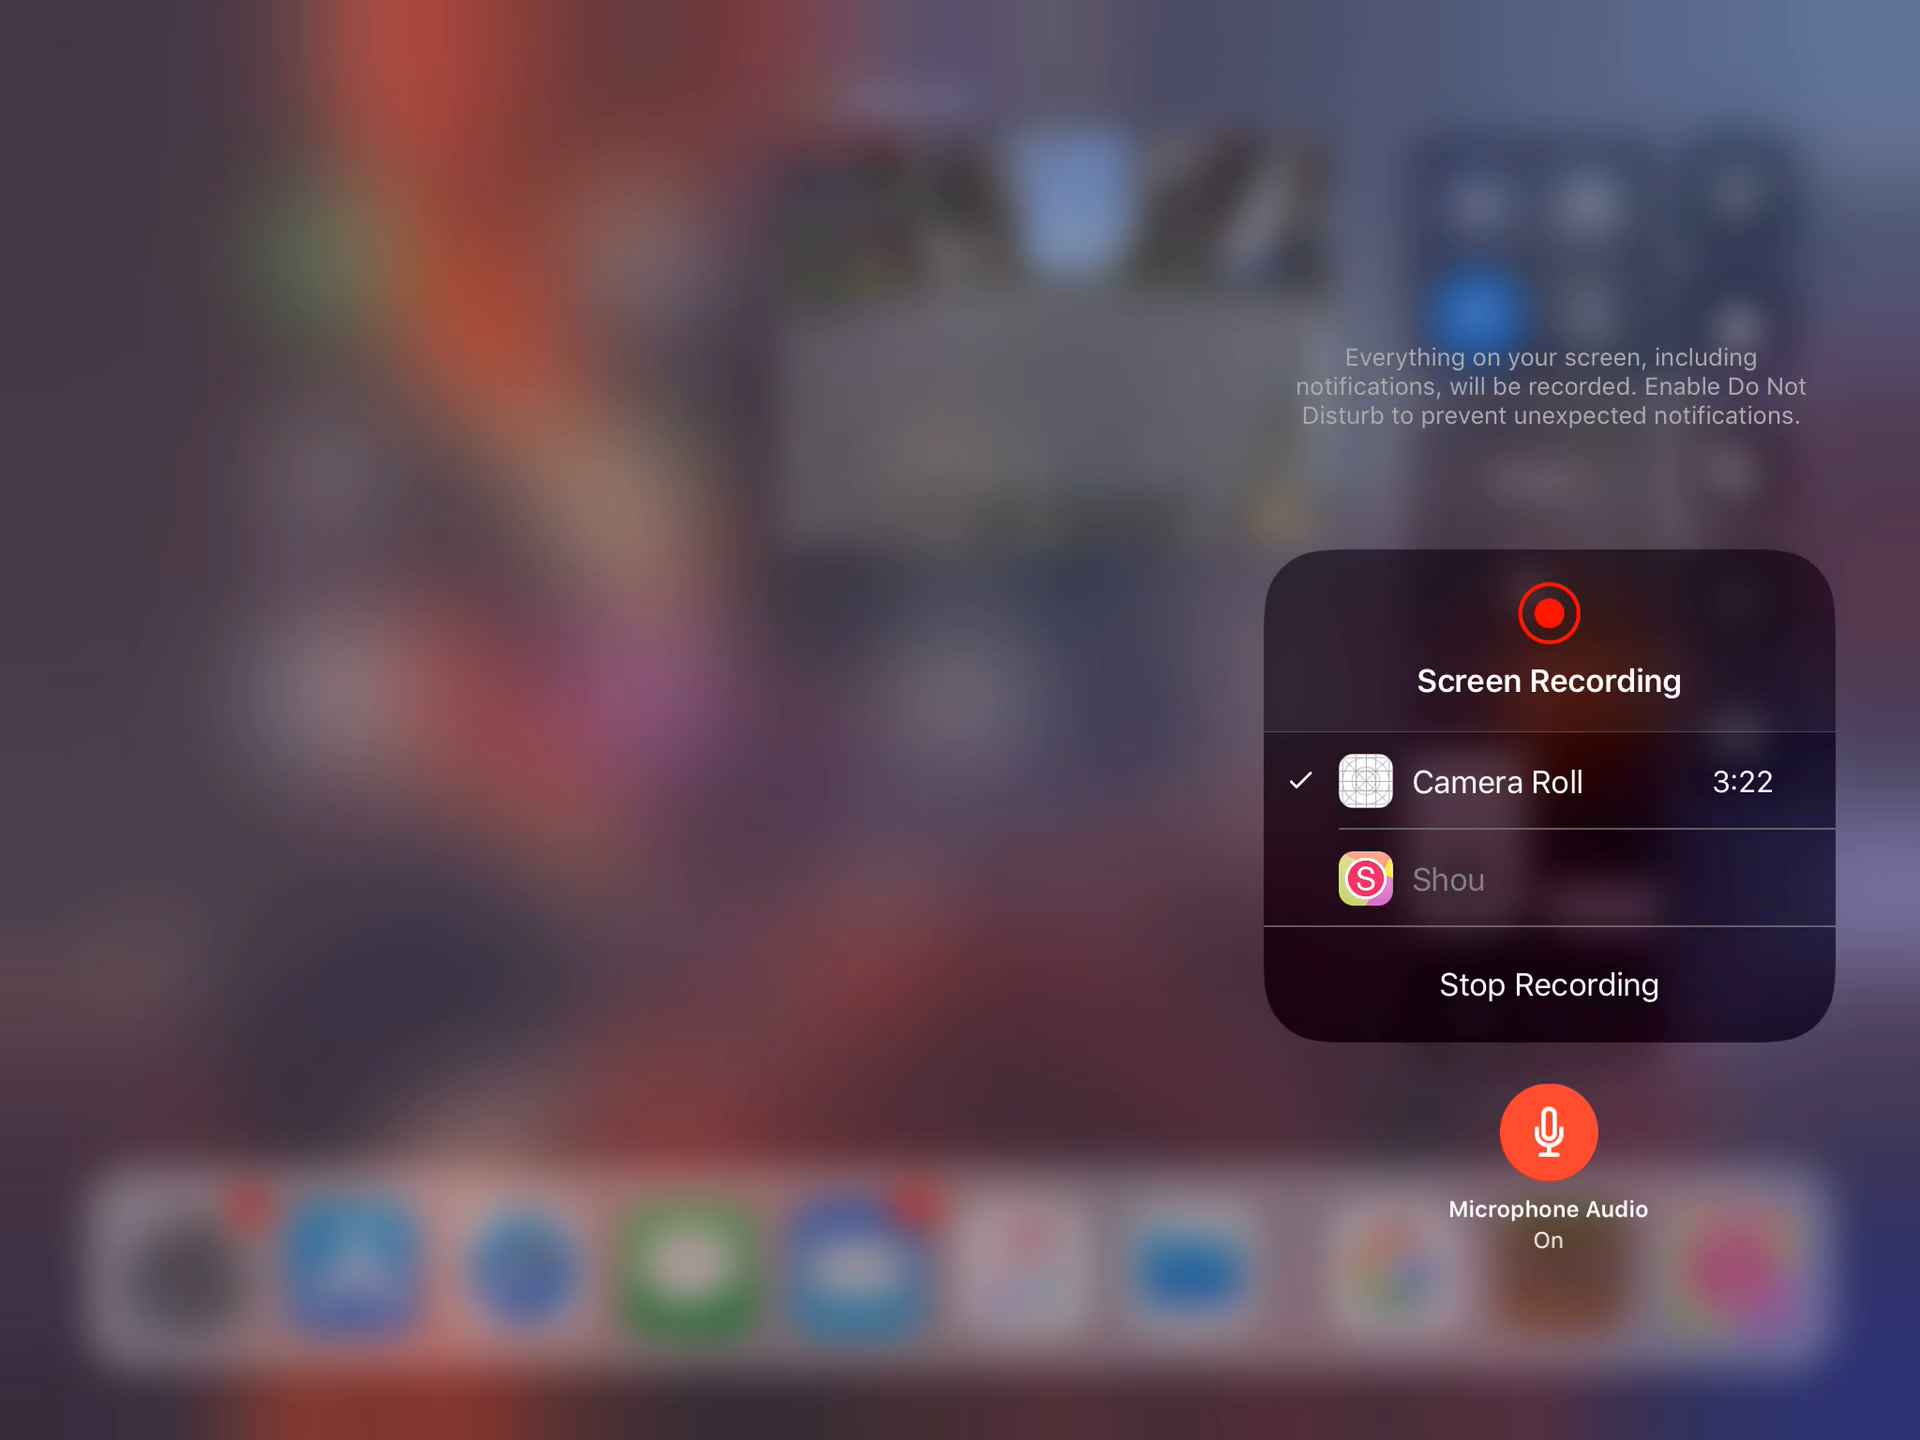 Everything on your screen, including
notifications, will be recorded. Enable Do Not
Disturb to prevent unexpected notifications.
Screen Recording
Camera Roll 3:22
S Shou
Stop Recording
Microphone Audio
On